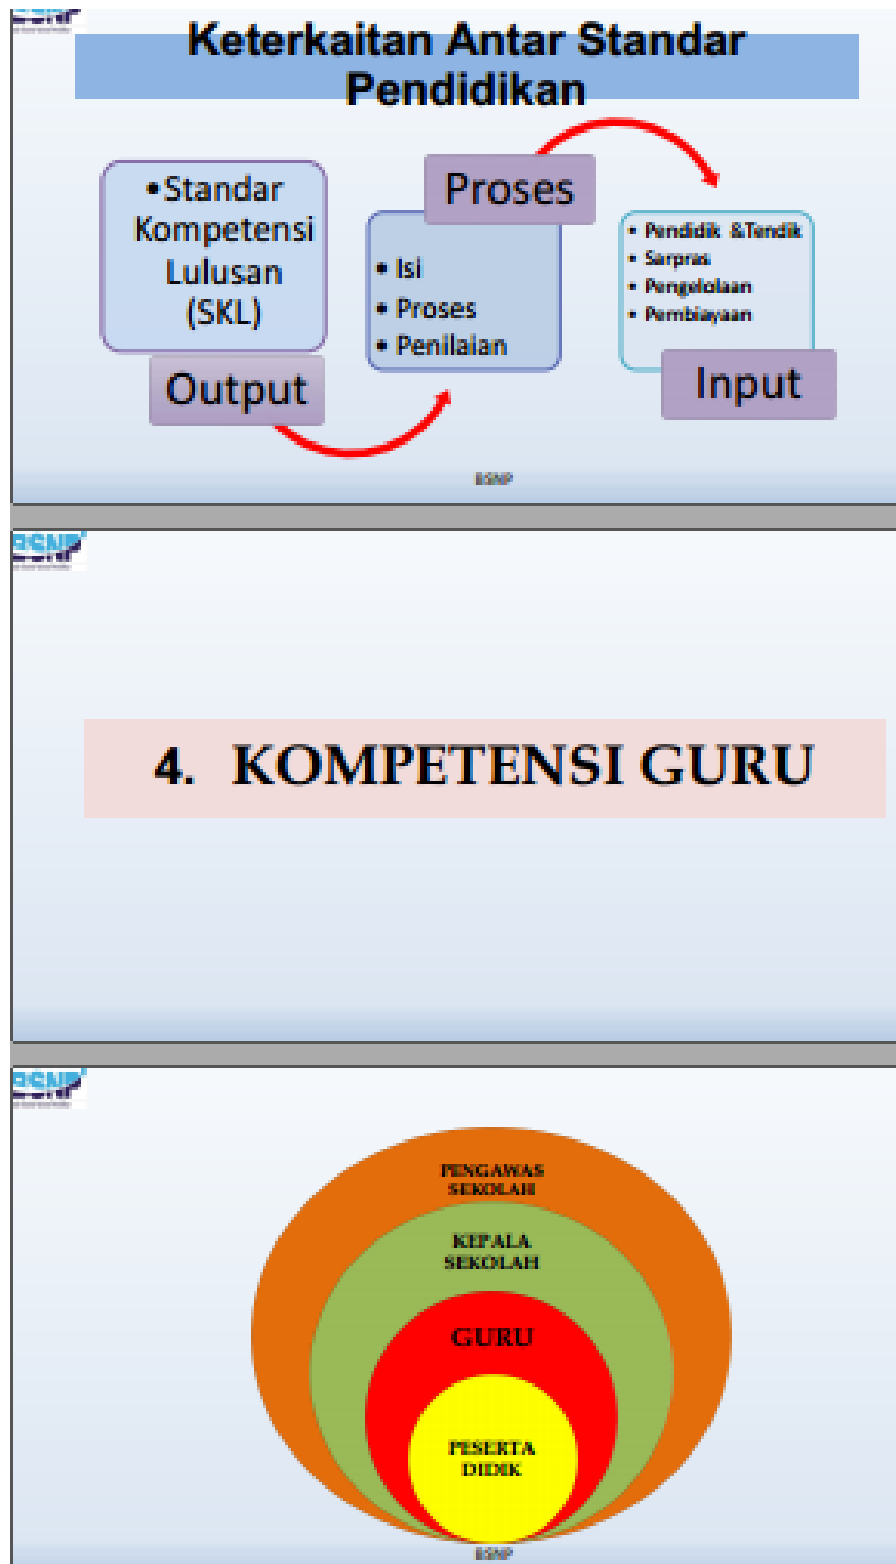 Keterkaitan Antar Standar
Pendidikan
•Standar
Kompetensi
Lulusan
(SKL)
Output
Proses
• Isi
• Proses
• Penilaian
• Pendidik &Tendik
• Sarpras
• Pengelolaan
• Pembiayaan
Input
BSNP
BSNP
4. KOMPETENSI GURU
BSNP
PENGAWAS
SEKOLAH
KEPALA
SEKOLAH
GURU
PESERTA
DIDIK
BSNP